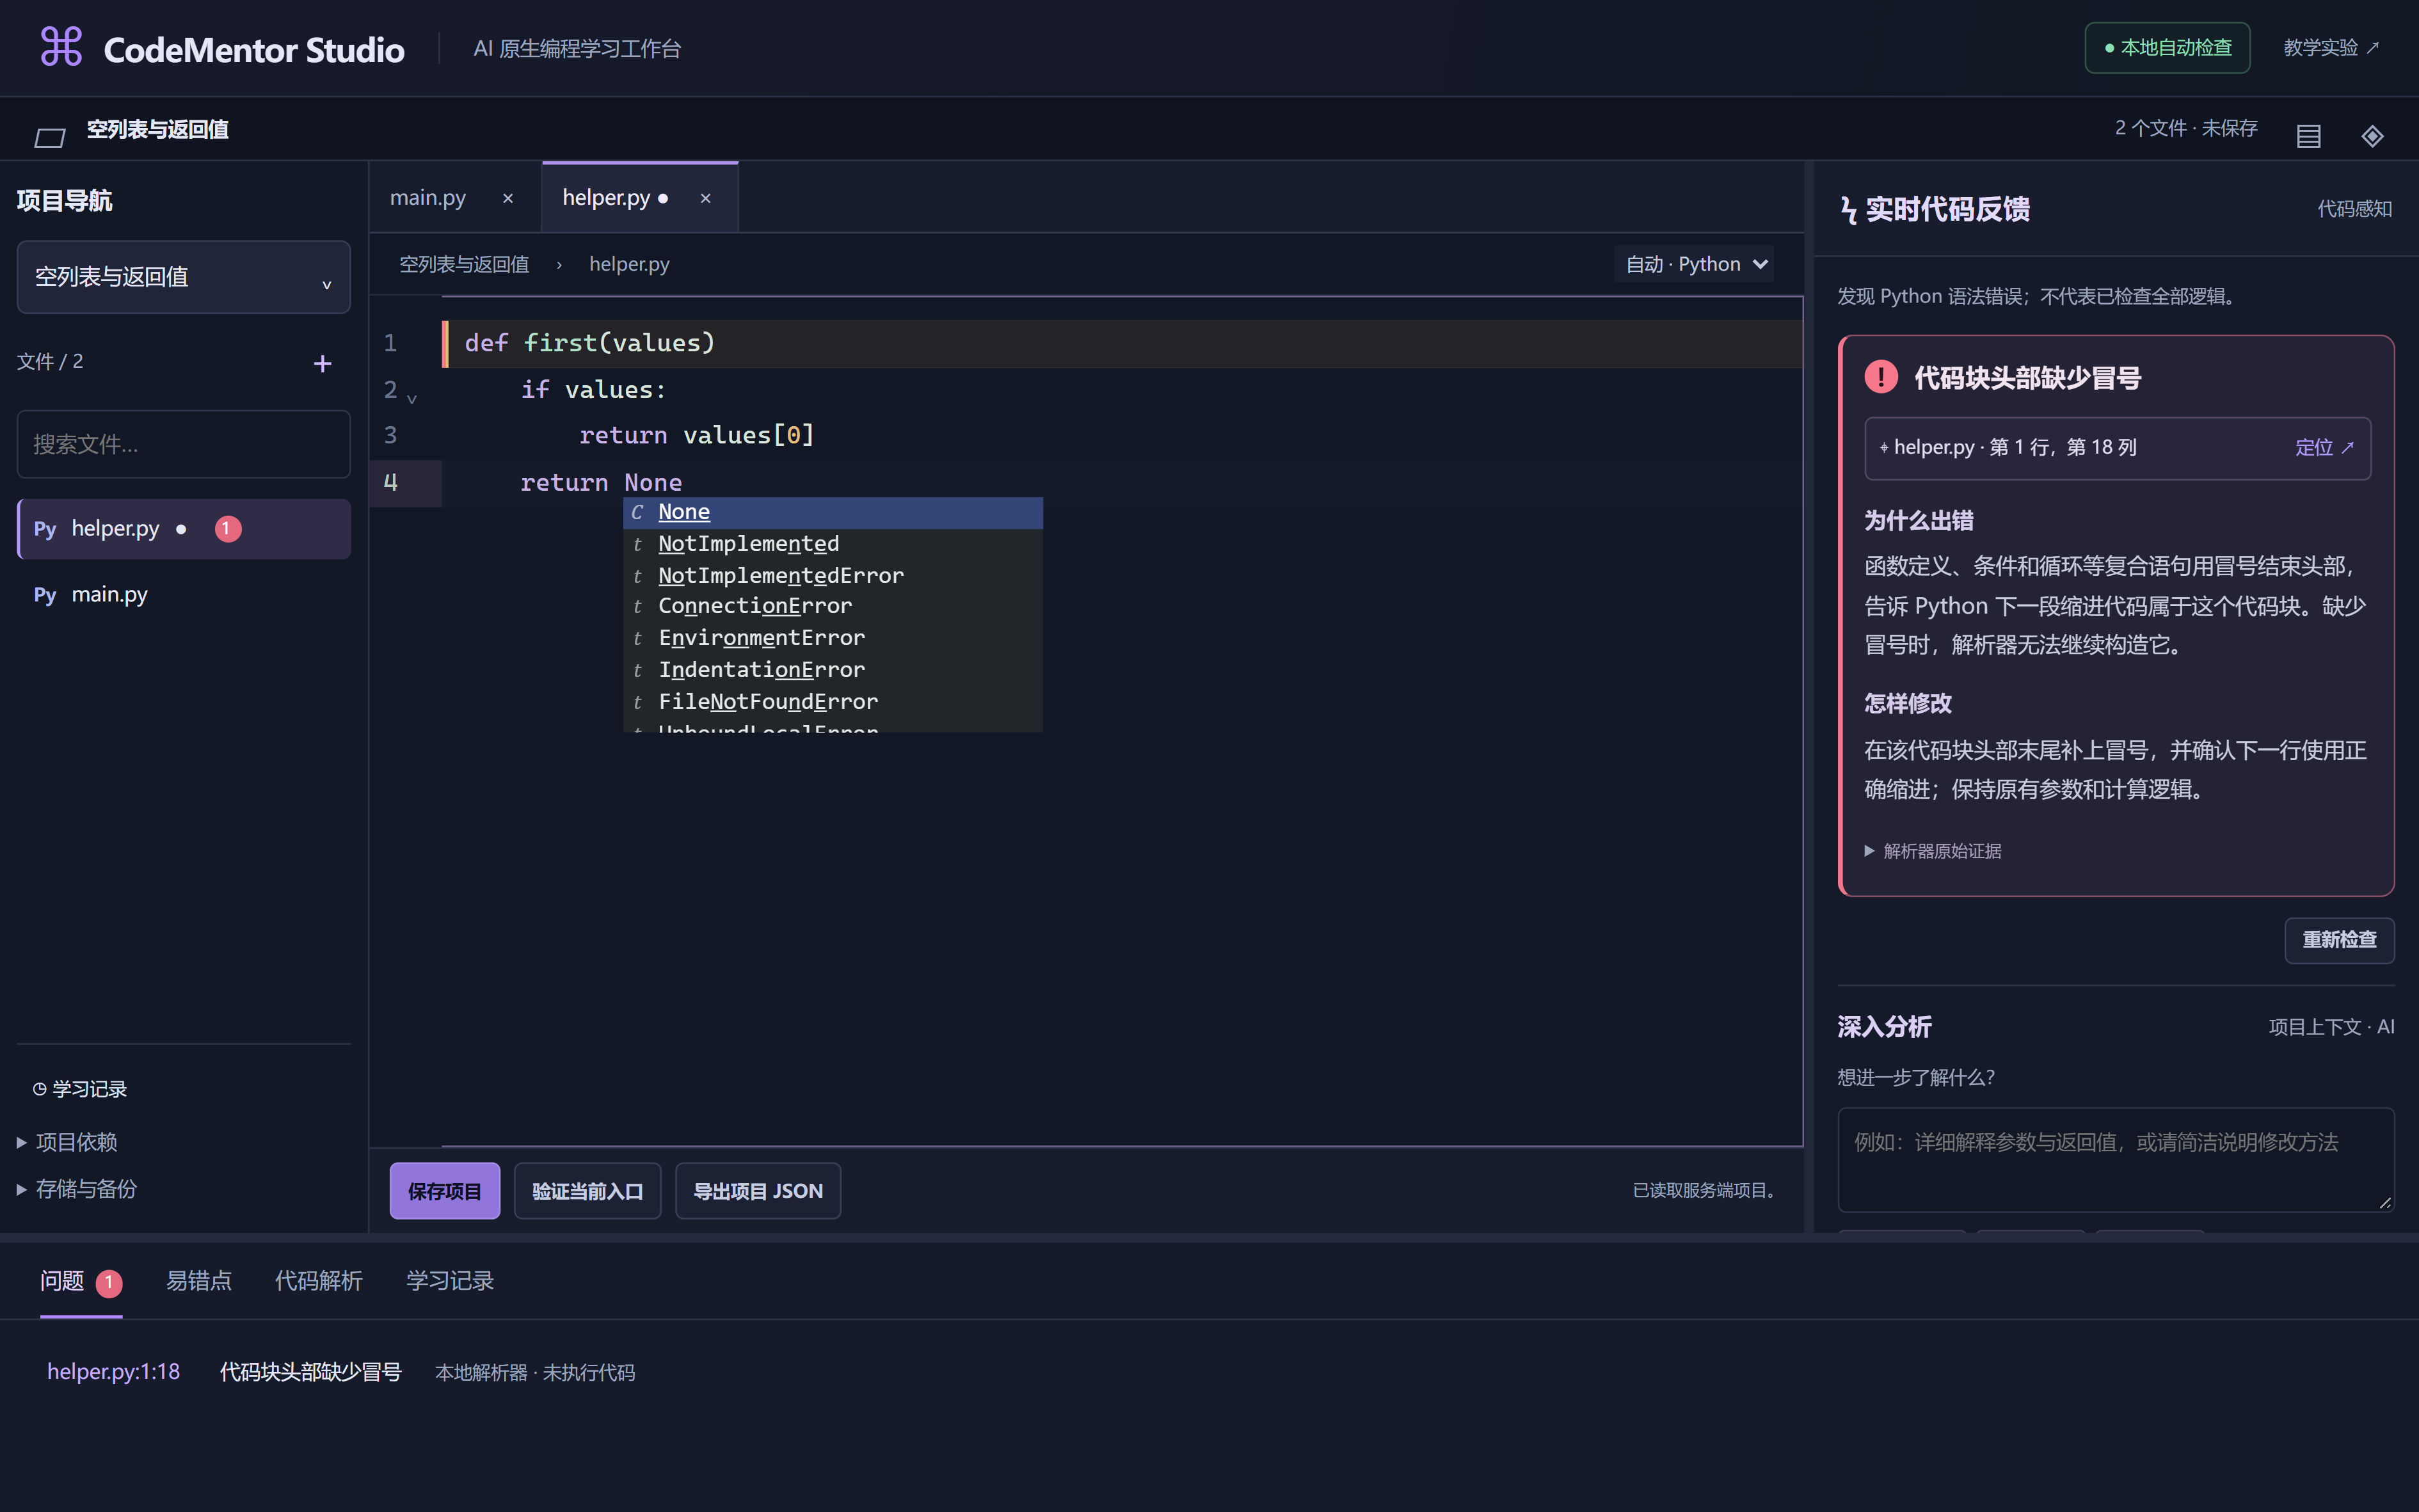 CodeMentor Studio
AI 原生编程学习工作台
本地自动检查
教学实验 ↗
空列表与返回值
2 个文件 · 未保存
项目导航
空列表与返回值
文件 / 2
+
搜索文件...
Py helper.py ● 1
Py main.py
学习记录
项目依赖
存储与备份
main.py ×
helper.py ● ×
空列表与返回值 › helper.py
自动 · Python
1 def first(values)
2 if values:
3 return values[0]
4 return None
C None
t NotImplemented
t NotImplementedError
t ConnectionError
t EnvironmentError
t IndentationError
t FileNotFoundError
t UnboundLocalError
保存项目
验证当前入口
导出项目 JSON
已读取服务端项目。
实时代码反馈
代码感知
发现 Python 语法错误；不代表已检查全部逻辑。
! 代码块头部缺少冒号
helper.py · 第 1 行，第 18 列
定位 ↗
为什么出错
函数定义、条件和循环等复合语句用冒号结束头部，
告诉 Python 下一段缩进代码属于这个代码块。缺少
冒号时，解析器无法继续构造它。
怎样修改
在该代码块头部末尾补上冒号，并确认下一行使用正
确缩进；保持原有参数和计算逻辑。
解析器原始证据
重新检查
深入分析
项目上下文 · AI
想进一步了解什么？
例如：详细解释参数与返回值，或请简洁说明修改方法
问题 1
易错点
代码解析
学习记录
helper.py:1:18
代码块头部缺少冒号
本地解析器 · 未执行代码